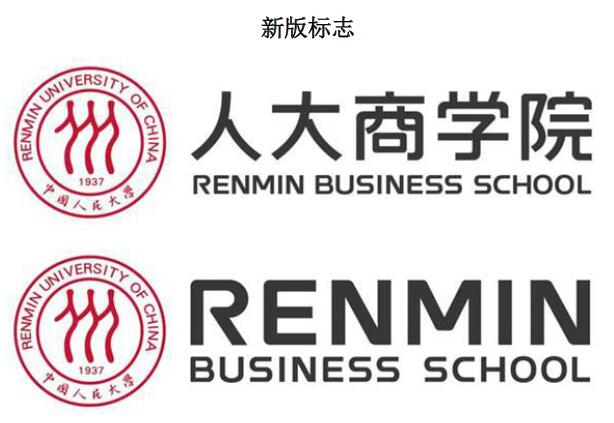 新版标志
RENMIN UNIVERSITY OF CHINA
1937
中国人民大学
人大商学院
RENMIN BUSINESS SCHOOL
RENMIN UNIVERSITY OF CHINA
1937
中国人民大学
RENMIN
BUSINESS SCHOOL